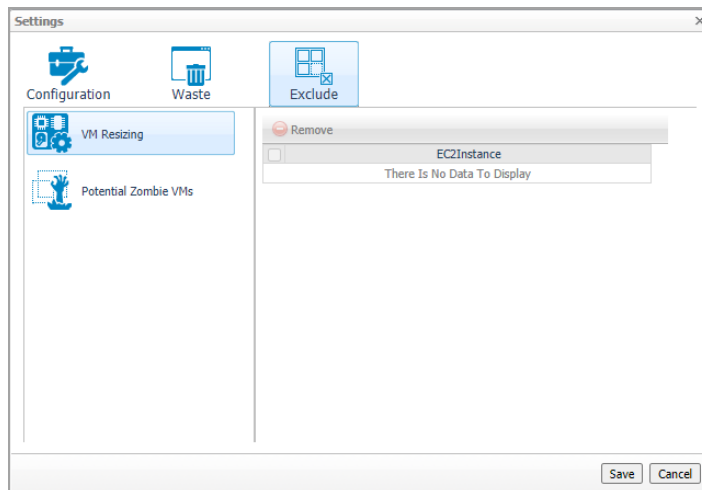 Settings
Configuration
Waste
Exclude
VM Resizing
Potential Zombie VMs
Remove
EC2Instance
There Is No Data To Display
Save
Cancel